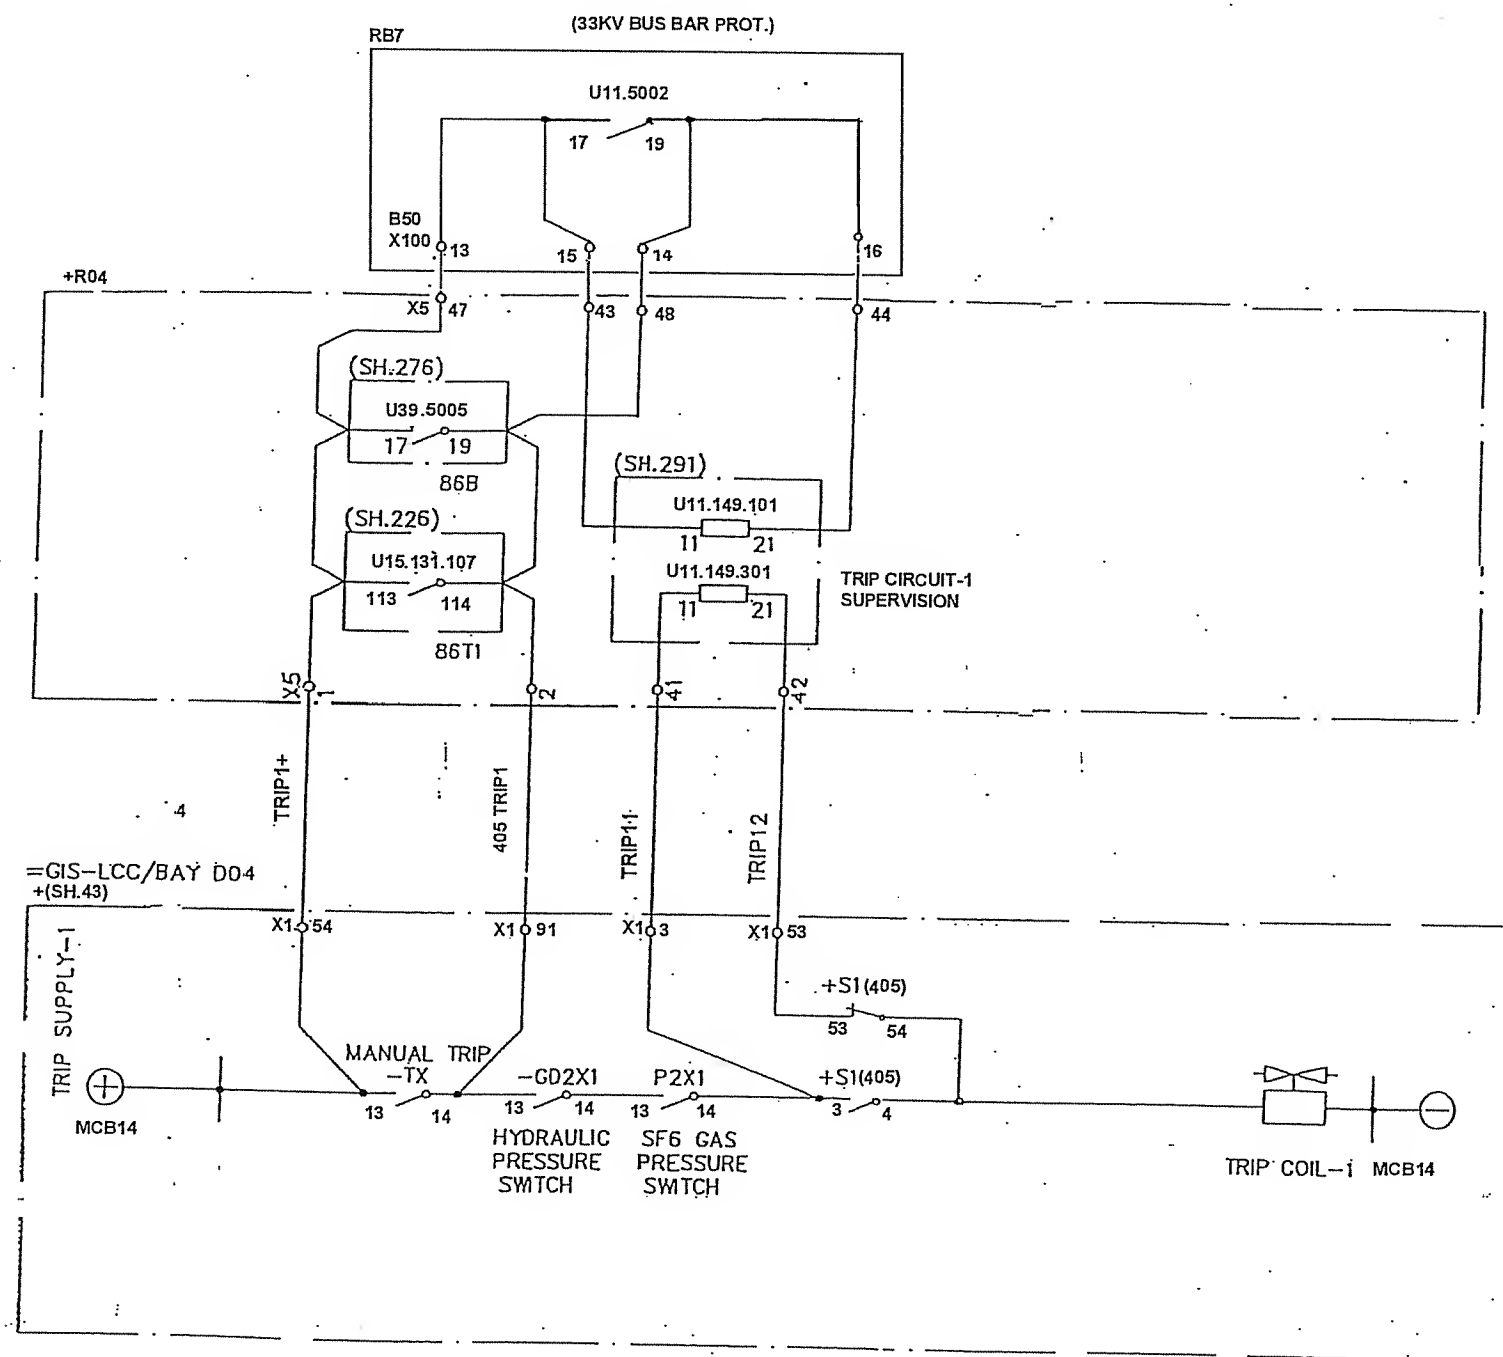 (33KV BUS BAR PROT.)
RB7
U11.5002
17 19
B50
X100 13
15 14 16
+R04
X5 47 43 48 44
(SH.276)
U39.5005
17 19
86B
(SH.291)
U11.149.101
11 21
(SH.226)
U15.131.107
113 114
86T1
U11.149.301
11 21
TRIP CIRCUIT-1
SUPERVISION
X5 1 2 41 42
TRIP1+
405 TRIP1
TRIP11
TRIP12
4
=GIS-LCC/BAY D04
+(SH.43)
X1 54 X1 91 X1 3 X1 53
TRIP SUPPLY-1
+S1(405)
53 54
MANUAL TRIP
-TX
13 14
-GD2X1
13 14
P2X1
13 14
+S1(405)
3 4
+
MCB14
HYDRAULIC
PRESSURE
SWITCH
SF6 GAS
PRESSURE
SWITCH
−
TRIP COIL-1 MCB14